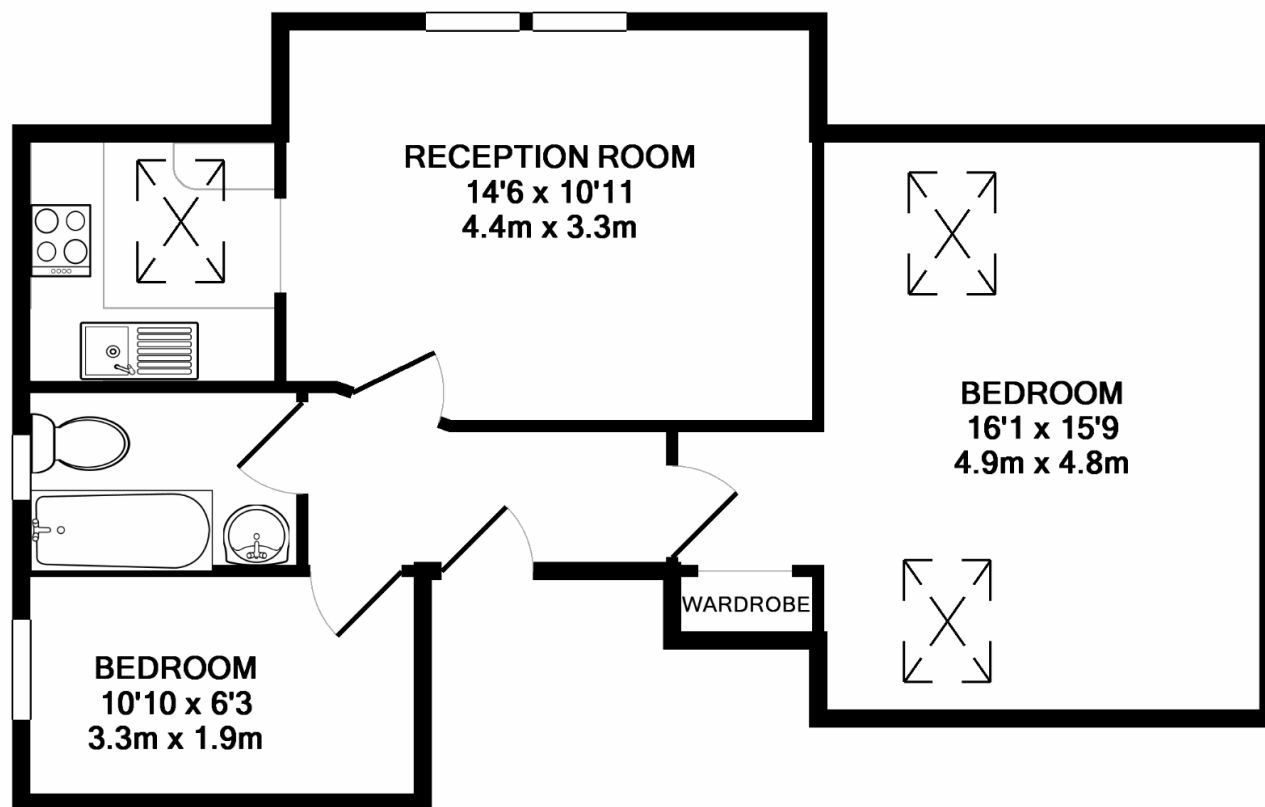 RECEPTION ROOM
14'6 x 10'11
4.4m x 3.3m
BEDROOM
16'1 x 15'9
4.9m x 4.8m
WARDROBE
BEDROOM
10'10 x 6'3
3.3m x 1.9m